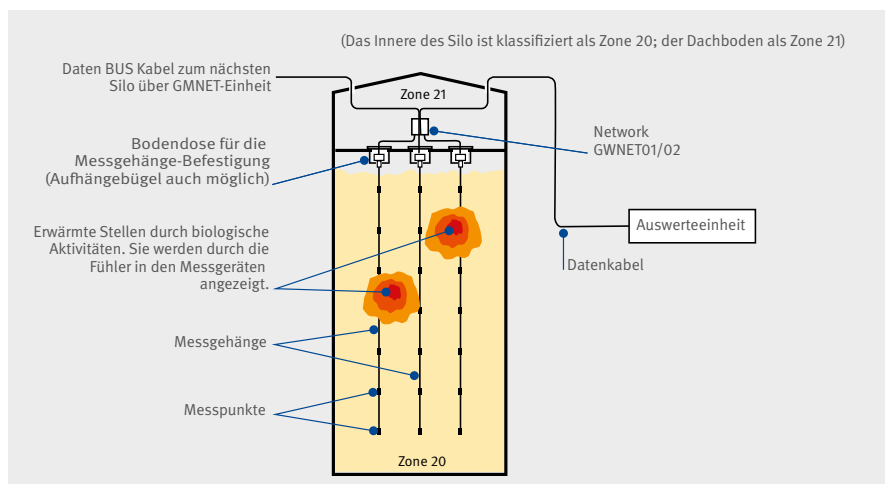 (Das Innere des Silo ist klassifiziert als Zone 20; der Dachboden als Zone 21)
Daten BUS Kabel zum nächsten
Silo über GMNET-Einheit
Zone 21
Network
GWNET01/02
Bodendose für die
Messgehänge-Befestigung
(Aufhängebügel auch möglich)
Erwärmte Stellen durch biologische
Aktivitäten. Sie werden durch die
Fühler in den Messgeräten
angezeigt.
Auswerteeinheit
Datenkabel
Messgehänge
Messpunkte
Zone 20